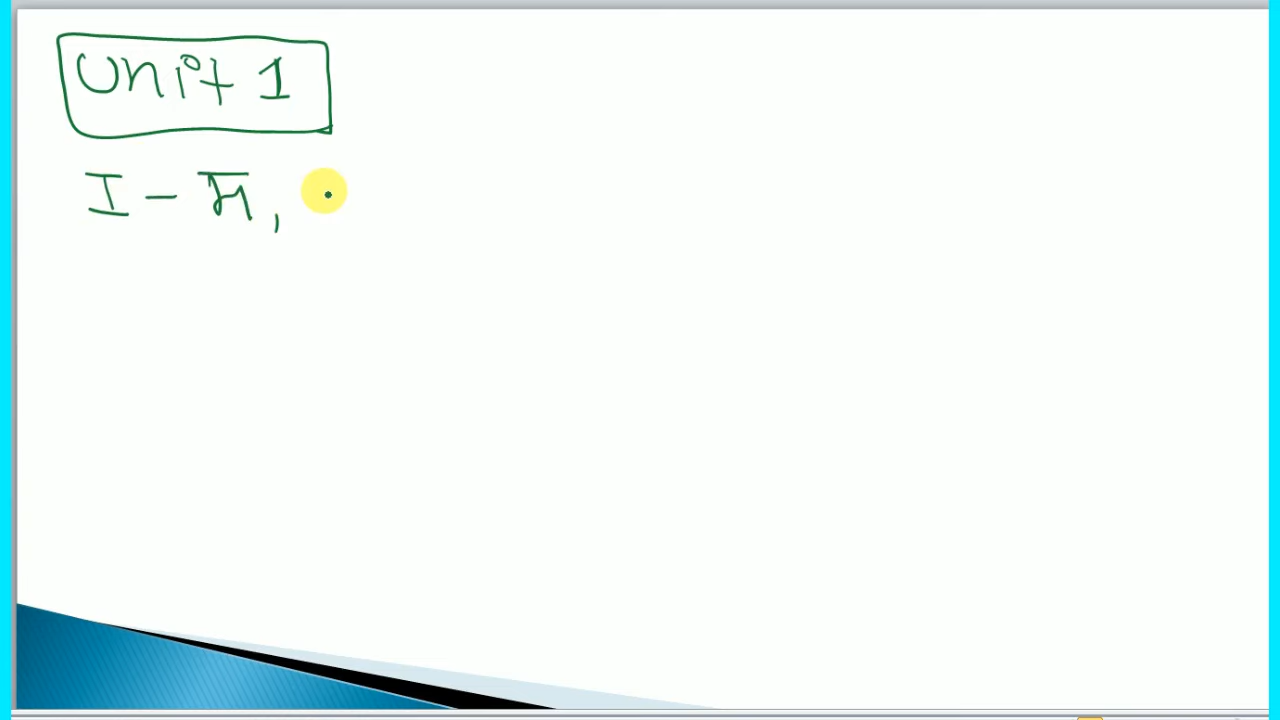 Unit 1
I - म,